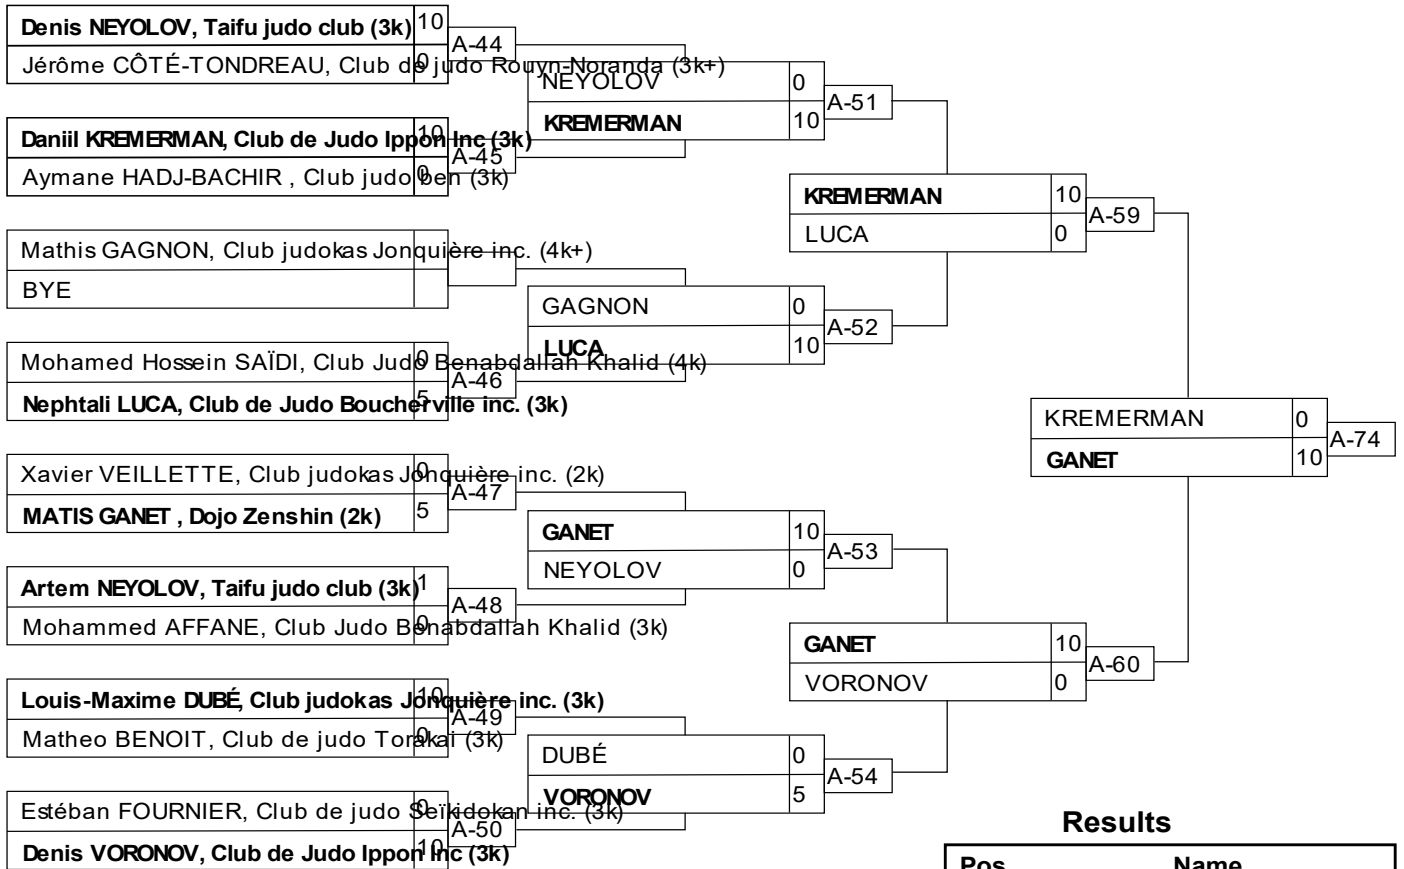 Denis NEYOLOV, Taifu judo club (3k) 10
Jérôme CÔTÉ-TONDREAU, Club de judo Rouyn-Noranda (3k+) 0
A-44
Daniil KREMERMAN, Club de Judo Ippon Inc (3k) 10
Aymane HADJ-BACHIR , Club judo ben (3k) 0
A-45
Mathis GAGNON, Club judokas Jonquière inc. (4k+)
BYE
Mohamed Hossein SAÏDI, Club Judo Benabdallah Khalid (4k) 0
Nephtali LUCA, Club de Judo Boucherville inc. (3k) 5
A-46
Xavier VEILLETTE, Club judokas Jonquière inc. (2k) 0
MATIS GANET , Dojo Zenshin (2k) 5
A-47
Artem NEYOLOV, Taifu judo club (3k) 1
Mohammed AFFANE, Club Judo Benabdallah Khalid (3k) 0
A-48
Louis-Maxime DUBÉ, Club judokas Jonquière inc. (3k) 10
Matheo BENOIT, Club de judo Torakai (3k) 0
A-49
Estéban FOURNIER, Club de judo Seïkidokan inc. (3k) 0
Denis VORONOV, Club de Judo Ippon Inc (3k) 10
A-50
NEYOLOV 0
KREMERMAN 10
A-51
GAGNON 0
LUCA 10
A-52
GANET 10
NEYOLOV 0
A-53
DUBÉ 0
VORONOV 5
A-54
KREMERMAN 10
LUCA 0
A-59
GANET 10
VORONOV 0
A-60
KREMERMAN 0
GANET 10
A-74
Results
Pos Name